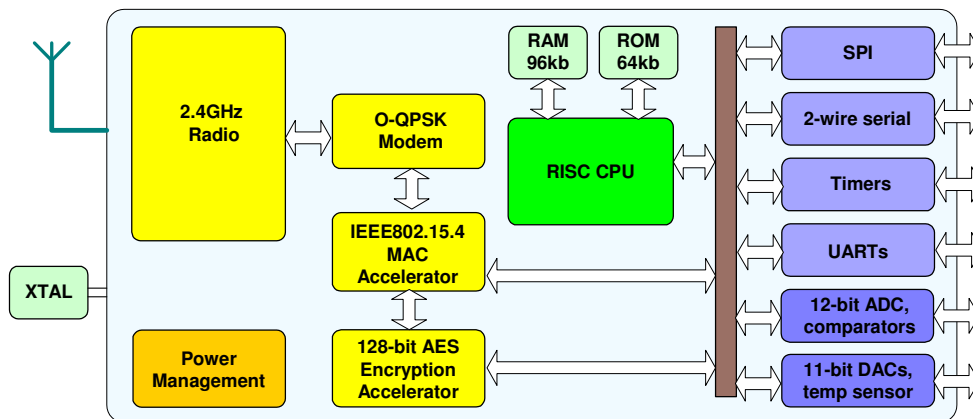 2.4GHz
Radio
O-QPSK
Modem
IEEE802.15.4
MAC
Accelerator
128-bit AES
Encryption
Accelerator
XTAL
Power
Management
RAM
96kb
ROM
64kb
RISC CPU
SPI
2-wire serial
Timers
UARTs
12-bit ADC,
comparators
11-bit DACs,
temp sensor